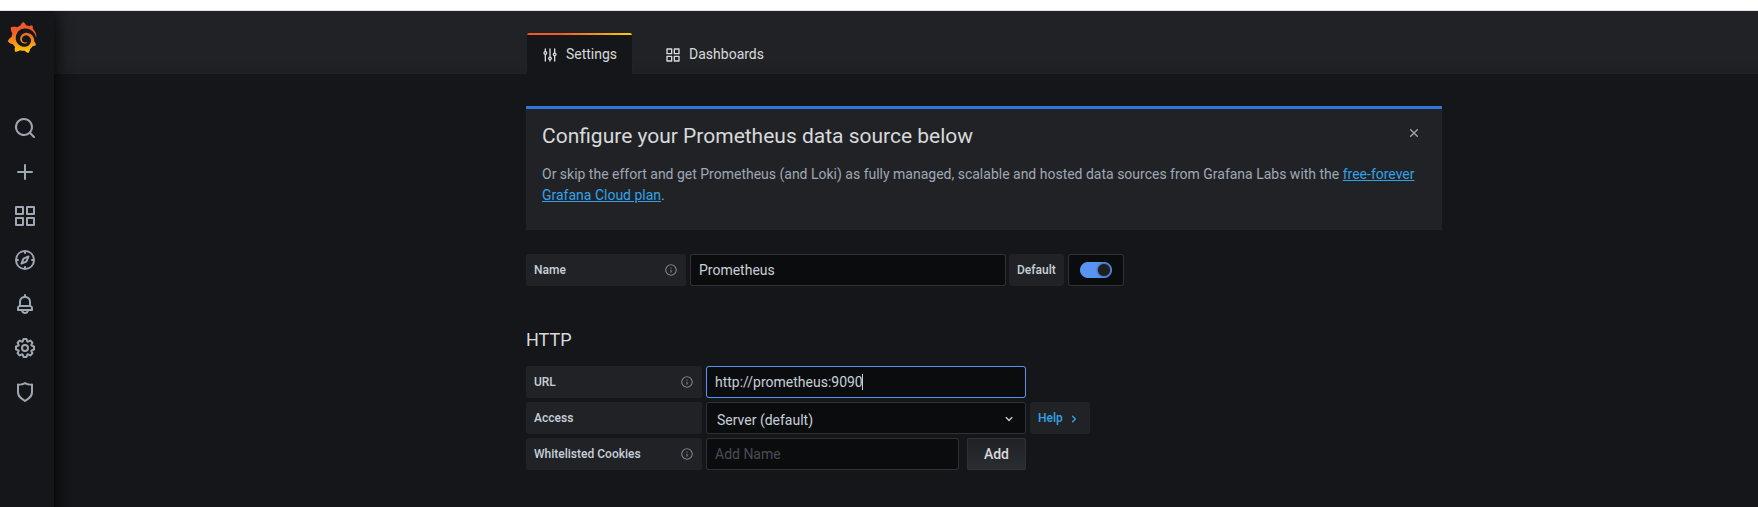 Settings
Dashboards
Configure your Prometheus data source below
Or skip the effort and get Prometheus (and Loki) as fully managed, scalable and hosted data sources from Grafana Labs with the free-forever
Grafana Cloud plan.
Name
Prometheus
Default
HTTP
URL
http://prometheus:9090
Access
Server (default)
Help
Whitelisted Cookies
Add Name
Add